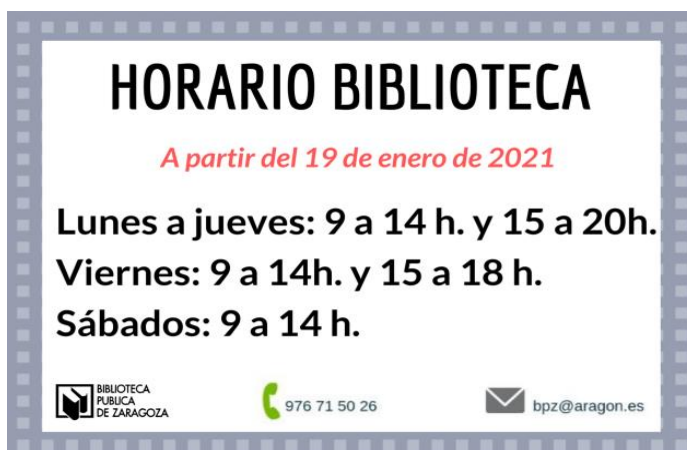 HORARIO BIBLIOTECA
A partir del 19 de enero de 2021
Lunes a jueves: 9 a 14 h. y 15 a 20h.
Viernes: 9 a 14h. y 15 a 18 h.
Sábados: 9 a 14 h.
BIBLIOTECA
PUBLICA
DE ZARAGOZA
976 71 50 26
bpz@aragon.es